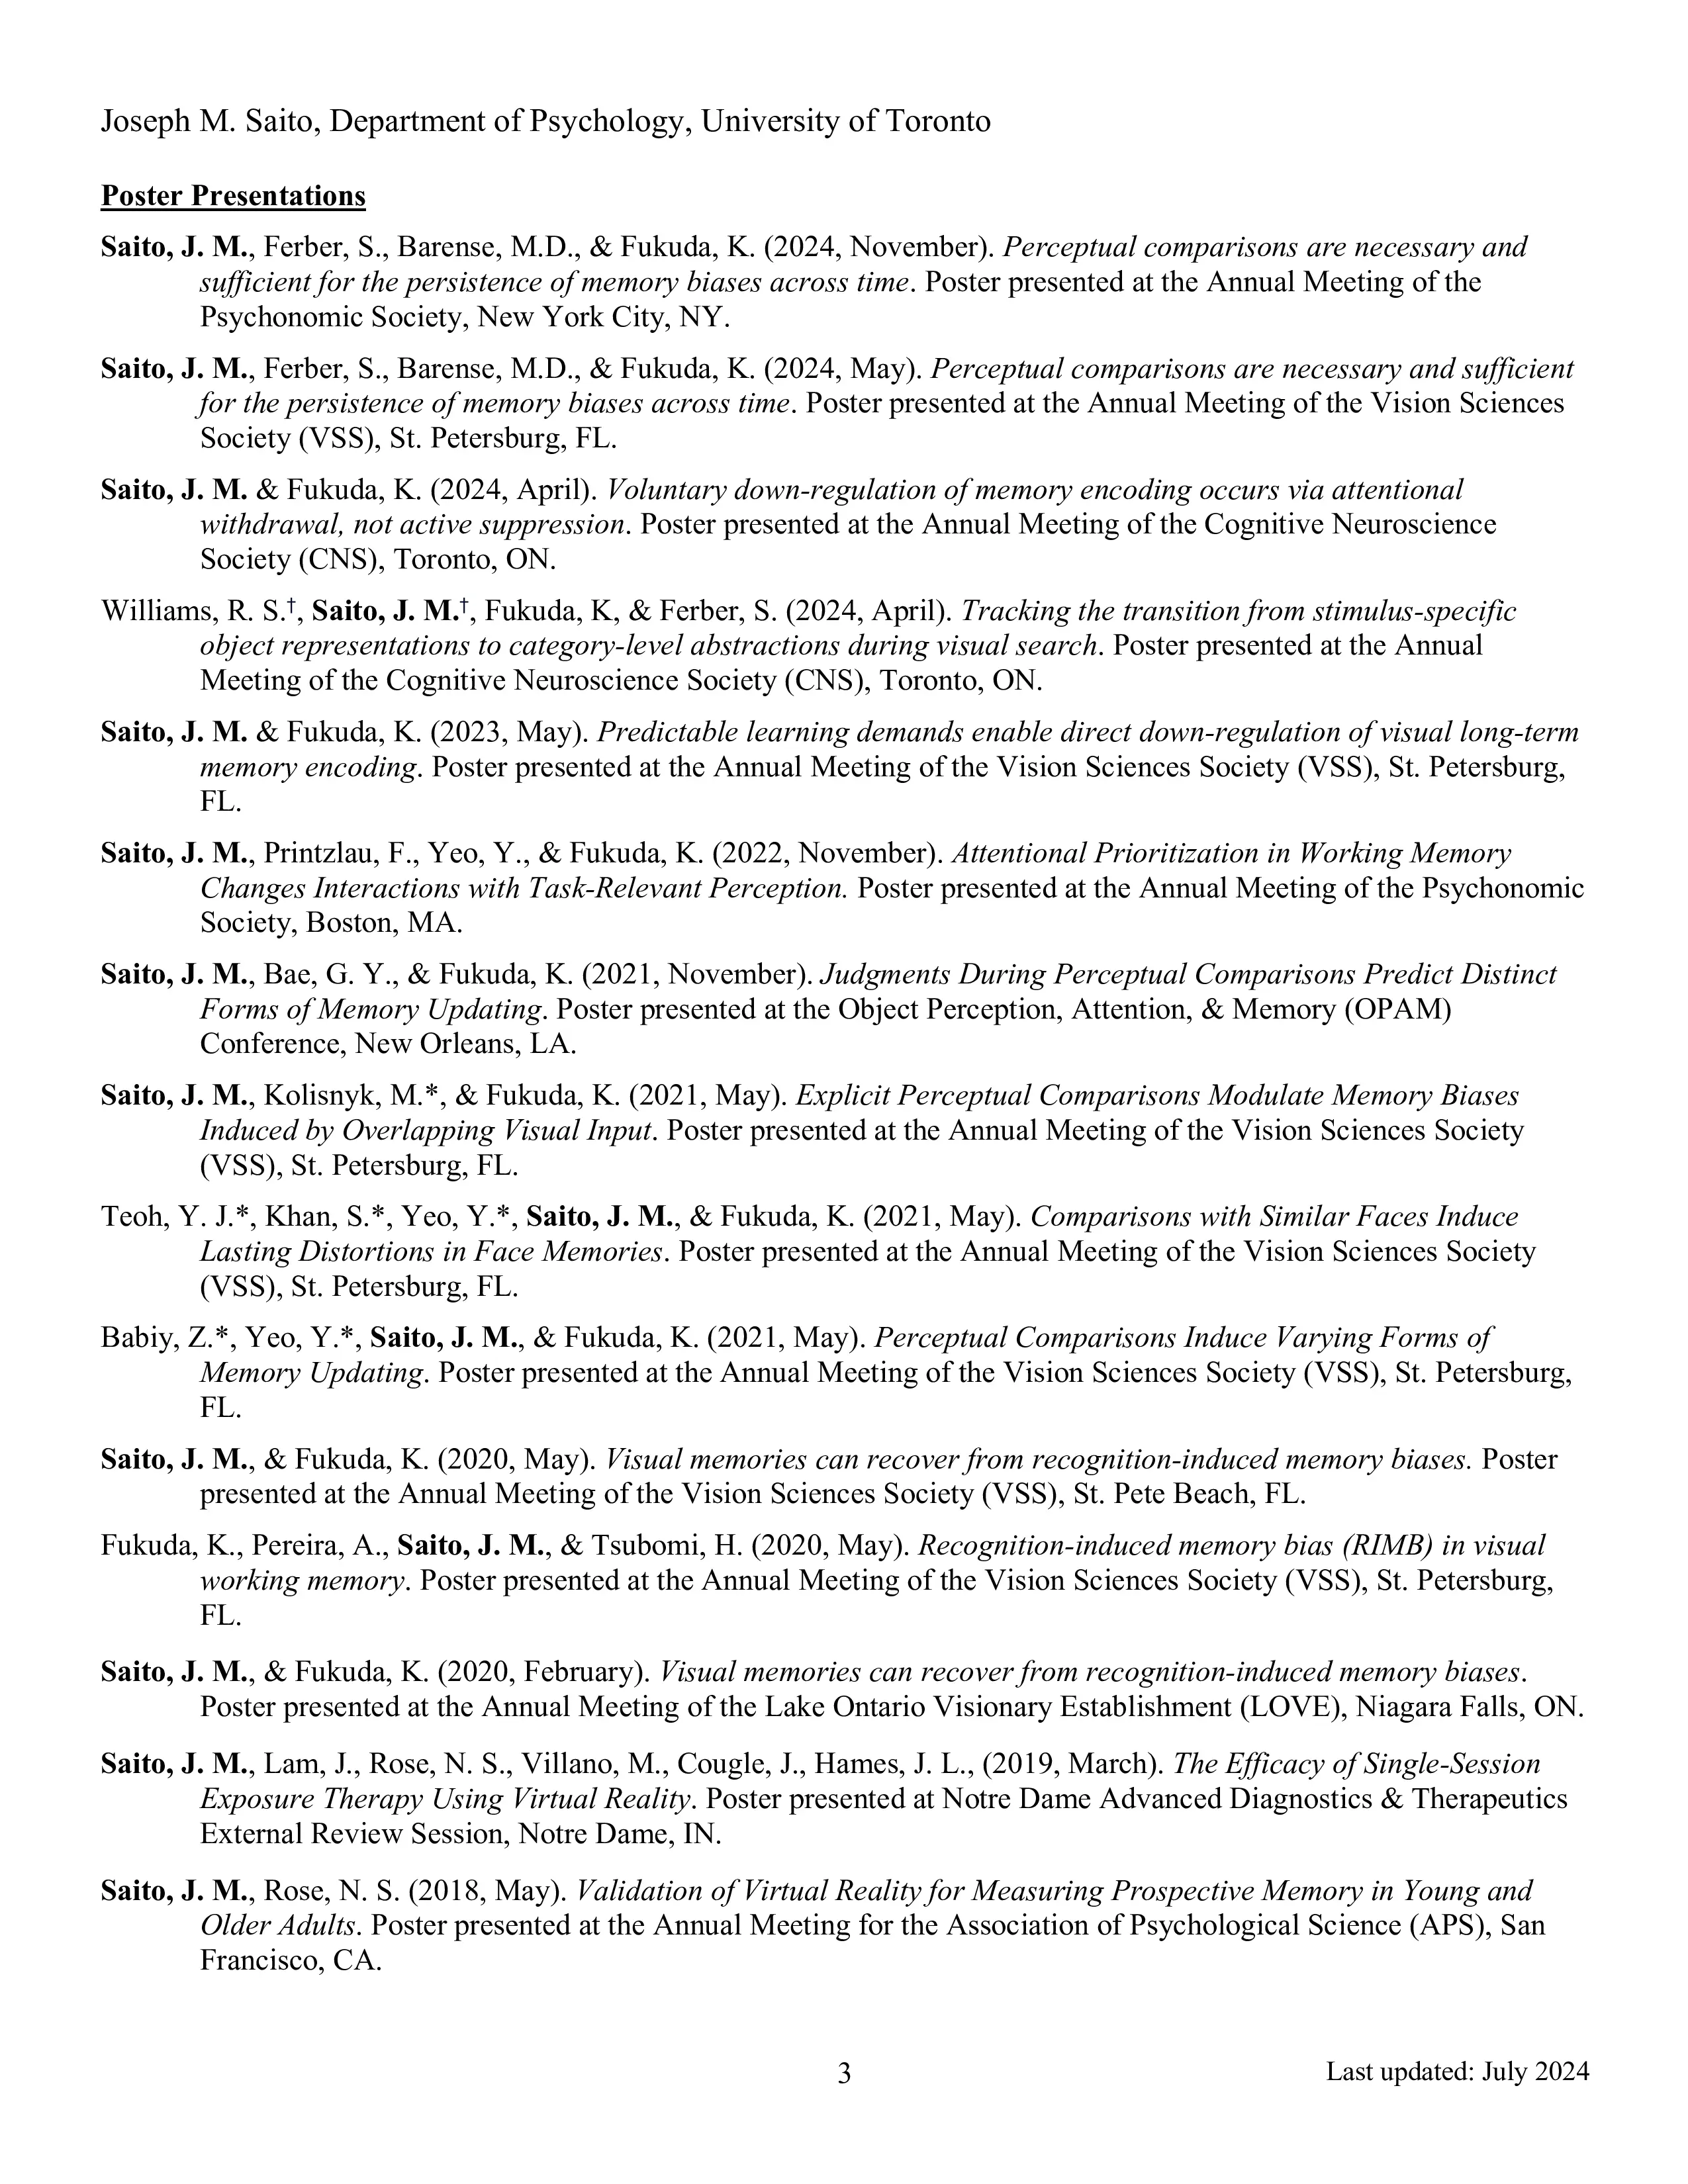 Joseph M. Saito, Department of Psychology, University of Toronto
Poster Presentations
Saito, J. M., Ferber, S., Barense, M.D., & Fukuda, K. (2024, November). Perceptual comparisons are necessary and
sufficient for the persistence of memory biases across time. Poster presented at the Annual Meeting of the
Psychonomic Society, New York City, NY.
Saito, J. M., Ferber, S., Barense, M.D., & Fukuda, K. (2024, May). Perceptual comparisons are necessary and sufficient
for the persistence of memory biases across time. Poster presented at the Annual Meeting of the Vision Sciences
Society (VSS), St. Petersburg, FL.
Saito, J. M. & Fukuda, K. (2024, April). Voluntary down-regulation of memory encoding occurs via attentional
withdrawal, not active suppression. Poster presented at the Annual Meeting of the Cognitive Neuroscience
Society (CNS), Toronto, ON.
Williams, R. S.†, Saito, J. M.†, Fukuda, K, & Ferber, S. (2024, April). Tracking the transition from stimulus-specific
object representations to category-level abstractions during visual search. Poster presented at the Annual
Meeting of the Cognitive Neuroscience Society (CNS), Toronto, ON.
Saito, J. M. & Fukuda, K. (2023, May). Predictable learning demands enable direct down-regulation of visual long-term
memory encoding. Poster presented at the Annual Meeting of the Vision Sciences Society (VSS), St. Petersburg,
FL.
Saito, J. M., Printzlau, F., Yeo, Y., & Fukuda, K. (2022, November). Attentional Prioritization in Working Memory
Changes Interactions with Task-Relevant Perception. Poster presented at the Annual Meeting of the Psychonomic
Society, Boston, MA.
Saito, J. M., Bae, G. Y., & Fukuda, K. (2021, November). Judgments During Perceptual Comparisons Predict Distinct
Forms of Memory Updating. Poster presented at the Object Perception, Attention, & Memory (OPAM)
Conference, New Orleans, LA.
Saito, J. M., Kolisnyk, M.*, & Fukuda, K. (2021, May). Explicit Perceptual Comparisons Modulate Memory Biases
Induced by Overlapping Visual Input. Poster presented at the Annual Meeting of the Vision Sciences Society
(VSS), St. Petersburg, FL.
Teoh, Y. J.*, Khan, S.*, Yeo, Y.*, Saito, J. M., & Fukuda, K. (2021, May). Comparisons with Similar Faces Induce
Lasting Distortions in Face Memories. Poster presented at the Annual Meeting of the Vision Sciences Society
(VSS), St. Petersburg, FL.
Babiy, Z.*, Yeo, Y.*, Saito, J. M., & Fukuda, K. (2021, May). Perceptual Comparisons Induce Varying Forms of
Memory Updating. Poster presented at the Annual Meeting of the Vision Sciences Society (VSS), St. Petersburg,
FL.
Saito, J. M., & Fukuda, K. (2020, May). Visual memories can recover from recognition-induced memory biases. Poster
presented at the Annual Meeting of the Vision Sciences Society (VSS), St. Pete Beach, FL.
Fukuda, K., Pereira, A., Saito, J. M., & Tsubomi, H. (2020, May). Recognition-induced memory bias (RIMB) in visual
working memory. Poster presented at the Annual Meeting of the Vision Sciences Society (VSS), St. Petersburg,
FL.
Saito, J. M., & Fukuda, K. (2020, February). Visual memories can recover from recognition-induced memory biases.
Poster presented at the Annual Meeting of the Lake Ontario Visionary Establishment (LOVE), Niagara Falls, ON.
Saito, J. M., Lam, J., Rose, N. S., Villano, M., Cougle, J., Hames, J. L., (2019, March). The Efficacy of Single-Session
Exposure Therapy Using Virtual Reality. Poster presented at Notre Dame Advanced Diagnostics & Therapeutics
External Review Session, Notre Dame, IN.
Saito, J. M., Rose, N. S. (2018, May). Validation of Virtual Reality for Measuring Prospective Memory in Young and
Older Adults. Poster presented at the Annual Meeting for the Association of Psychological Science (APS), San
Francisco, CA.
3
Last updated: July 2024